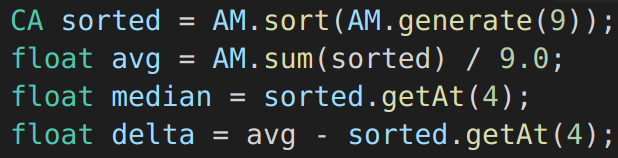 CA sorted = AM.sort(AM.generate(9));
float avg = AM.sum(sorted) / 9.0;
float median = sorted.getAt(4);
float delta = avg - sorted.getAt(4);